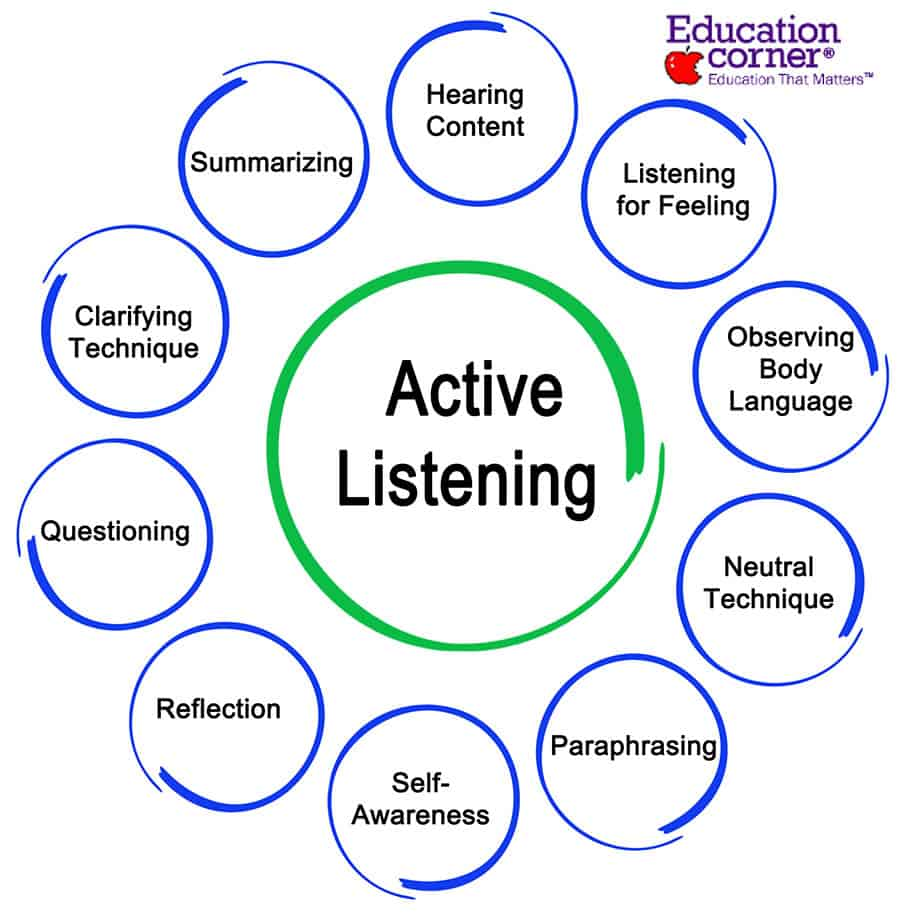 Education
corner®
Education That Matters™
Hearing
Content
Listening
for Feeling
Observing
Body
Language
Neutral
Technique
Paraphrasing
Self-
Awareness
Reflection
Questioning
Clarifying
Technique
Summarizing
Active
Listening